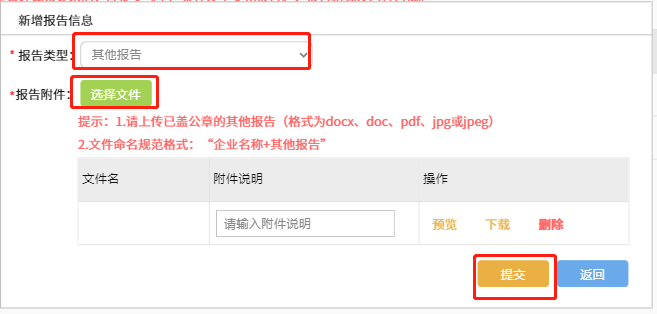 新增报告信息
* 报告类型： 其他报告
*报告附件： 选择文件
提示：1.请上传已盖公章的其他报告（格式为docx、doc、pdf、jpg或jpeg）
2.文件命名规范格式：“企业名称+其他报告”
文件名 附件说明 操作
请输入附件说明 预览 下载 删除
提交 返回